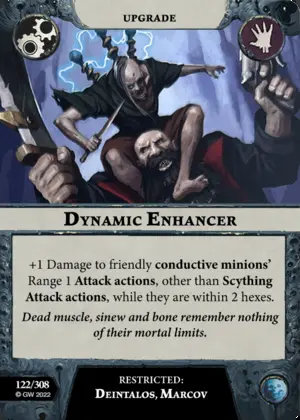 UPGRADE
DYNAMIC ENHANCER
+1 Damage to friendly conductive minions'
Range 1 Attack actions, other than Scything
Attack actions, while they are within 2 hexes.
Dead muscle, sinew and bone remember nothing
of their mortal limits.
122/308
© GW 2022
RESTRICTED:
DEINTALOS, MARCOV